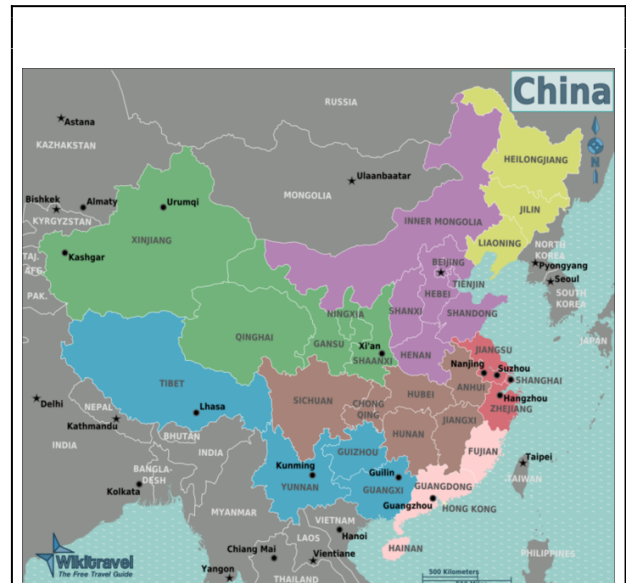 China
RUSSIA
Astana
KAZAKHSTAN
HEILONGJIANG
N
Ulaanbaatar
MONGOLIA
Bishkek
Almaty
Urumqi
KYRGYZSTAN
JILIN
INNER MONGOLIA
XINJIANG
LIAONING
NORTH
KOREA
Kashgar
TAJ.
AFG.
BEIJING
Pyongyang
TIENJIN
Seoul
PAK.
HEBEI
SOUTH
KOREA
NINGXIA
SHANXI
SHANDONG
QINGHAI
GANSU
Xi'an
SHAANXI
HENAN
JIANGSU
JAPAN
Nanjing
Suzhou
TIBET
SHANGHAI
ANHUI
SICHUAN
HUBEI
Hangzhou
Delhi
NEPAL
Lhasa
CHONG
QING
ZHEJIANG
Kathmandu
JIANGXI
BHUTAN
HUNAN
INDIA
INDIA
GUIZHOU
FUJIAN
BANGLA-
DESH
Kunming
Guilin
Taipei
TAIWAN
Kolkata
YUNNAN
GUANGXI
GUANGDONG
Guangzhou
HONG KONG
MYANMAR
VIETNAM
Hanoi
LAOS
Chiang Mai
Vientiane
HAINAN
PHILIPPINES
Wikitravel
The Free Travel Guide
Yangon
THAILAND
500 Kilometers